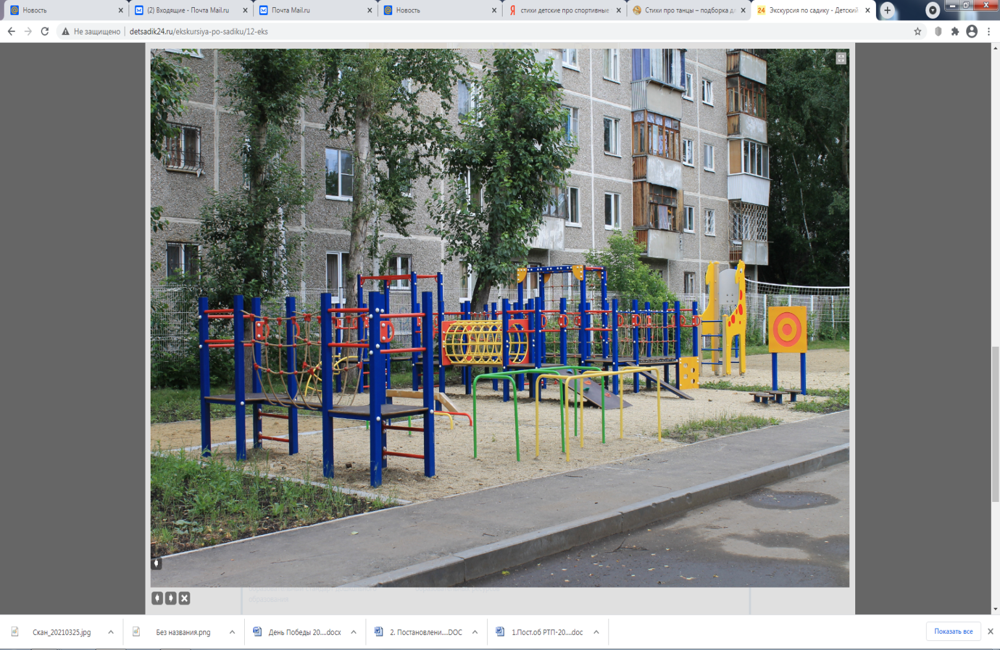 Новость
(2) Входящие - Почта Mail.ru
Почта Mail.ru
Новость
стихи детские про спортивные
Стихи про танцы – подборка д
24 Экскурсия по садику - Детский
Не защищено detsadik24.ru/ekskursiya-po-sadiku/12-eks
образования
Скан_20210325.jpg
Без названия.png
День Победы 20....docx
2. Постановлени....DOC
1.Пост.об РТП-20....doc
Показать все